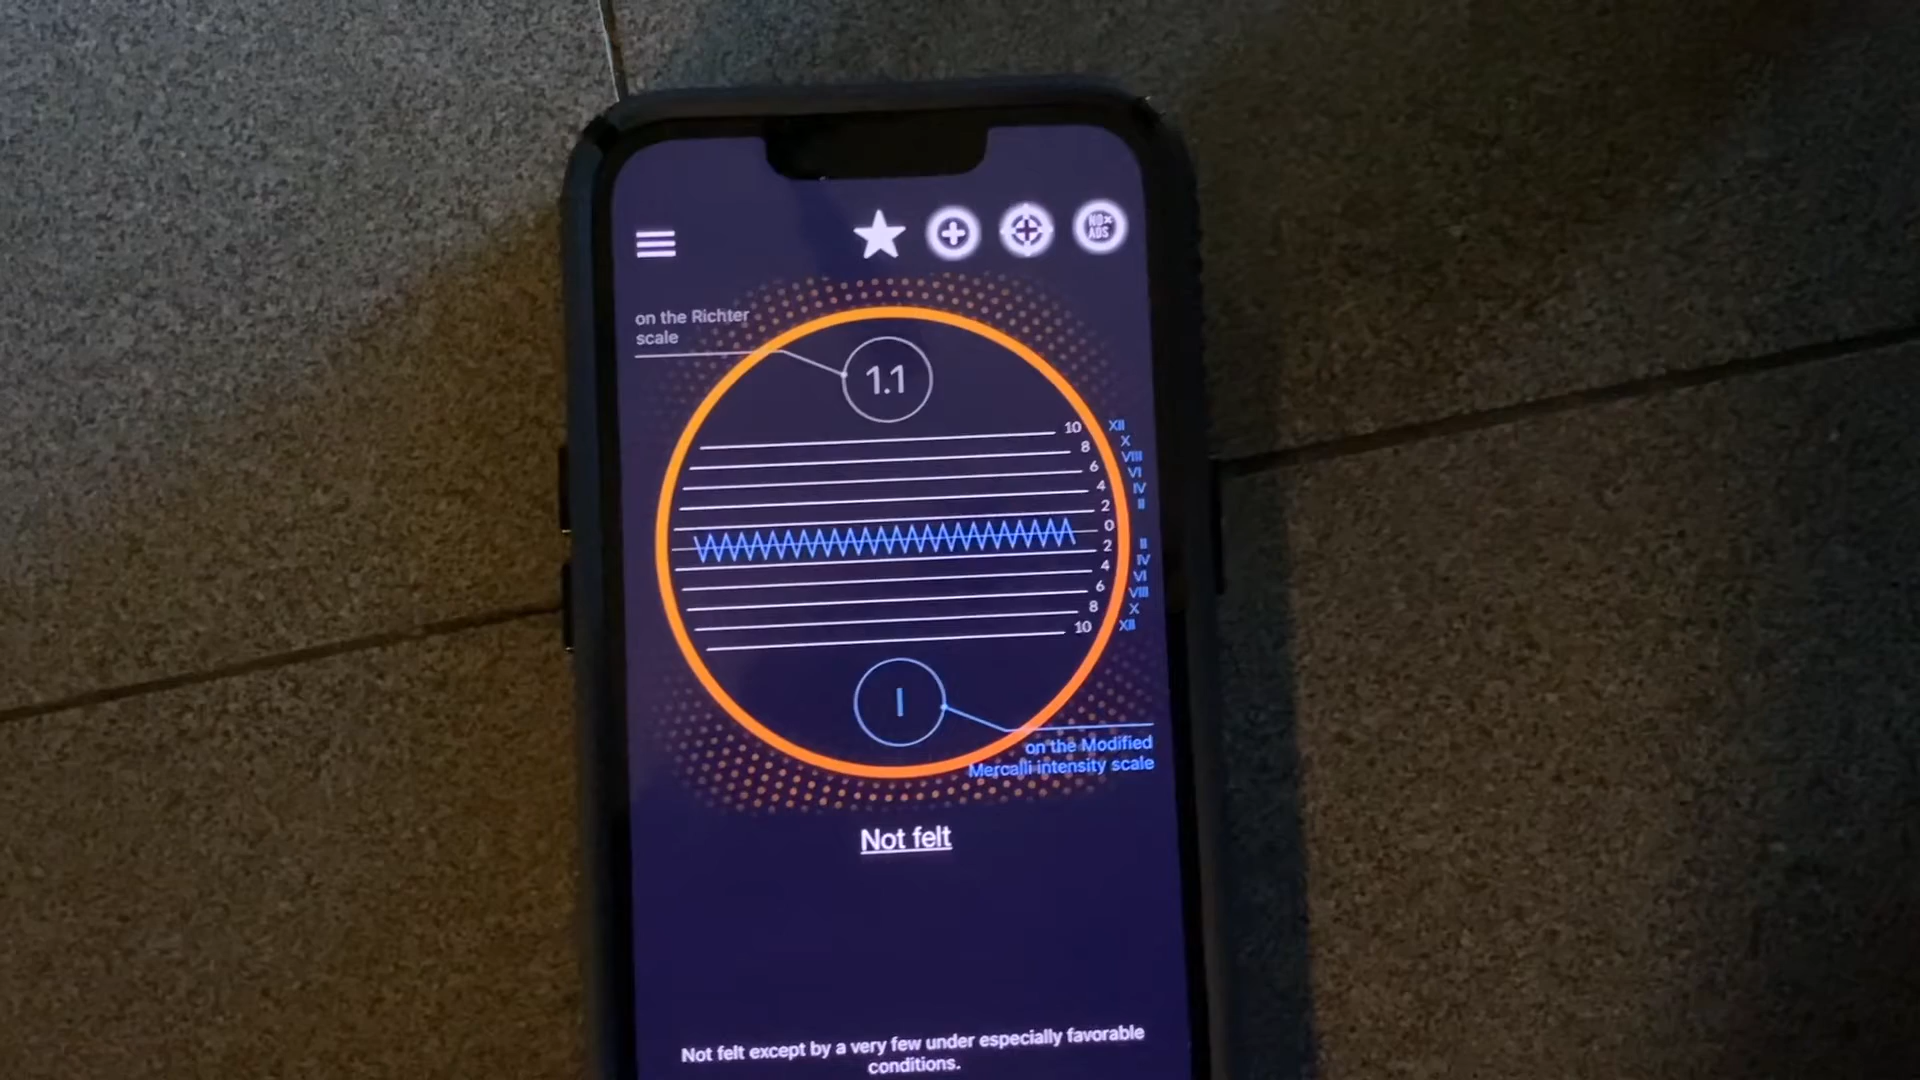 NO×
ADS
on the Richter
scale
1.1
10 XII
8 X
6 VIII
4 VI
2 IV
0 II
2 II
4 IV
6 VI
8 VIII
10 X
XII
I
on the Modified
Mercalli intensity scale
Not felt
Not felt except by a very few under especially favorable
conditions.